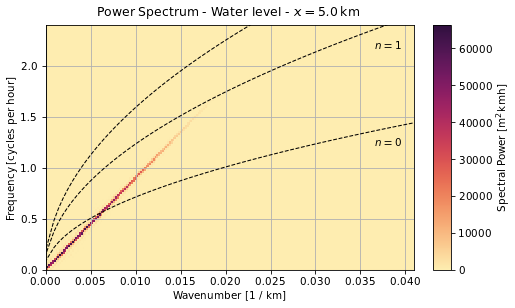 Power Spectrum - Water level - x = 5.0 km
Frequency [cycles per hour]
2.0
1.5
1.0
0.5
0.0
n = 1
n = 0
0.000 0.005 0.010 0.015 0.020 0.025 0.030 0.035 0.040
Wavenumber [1 / km]
60000
50000
40000
30000
20000
10000
0
Spectral Power [m² km h]